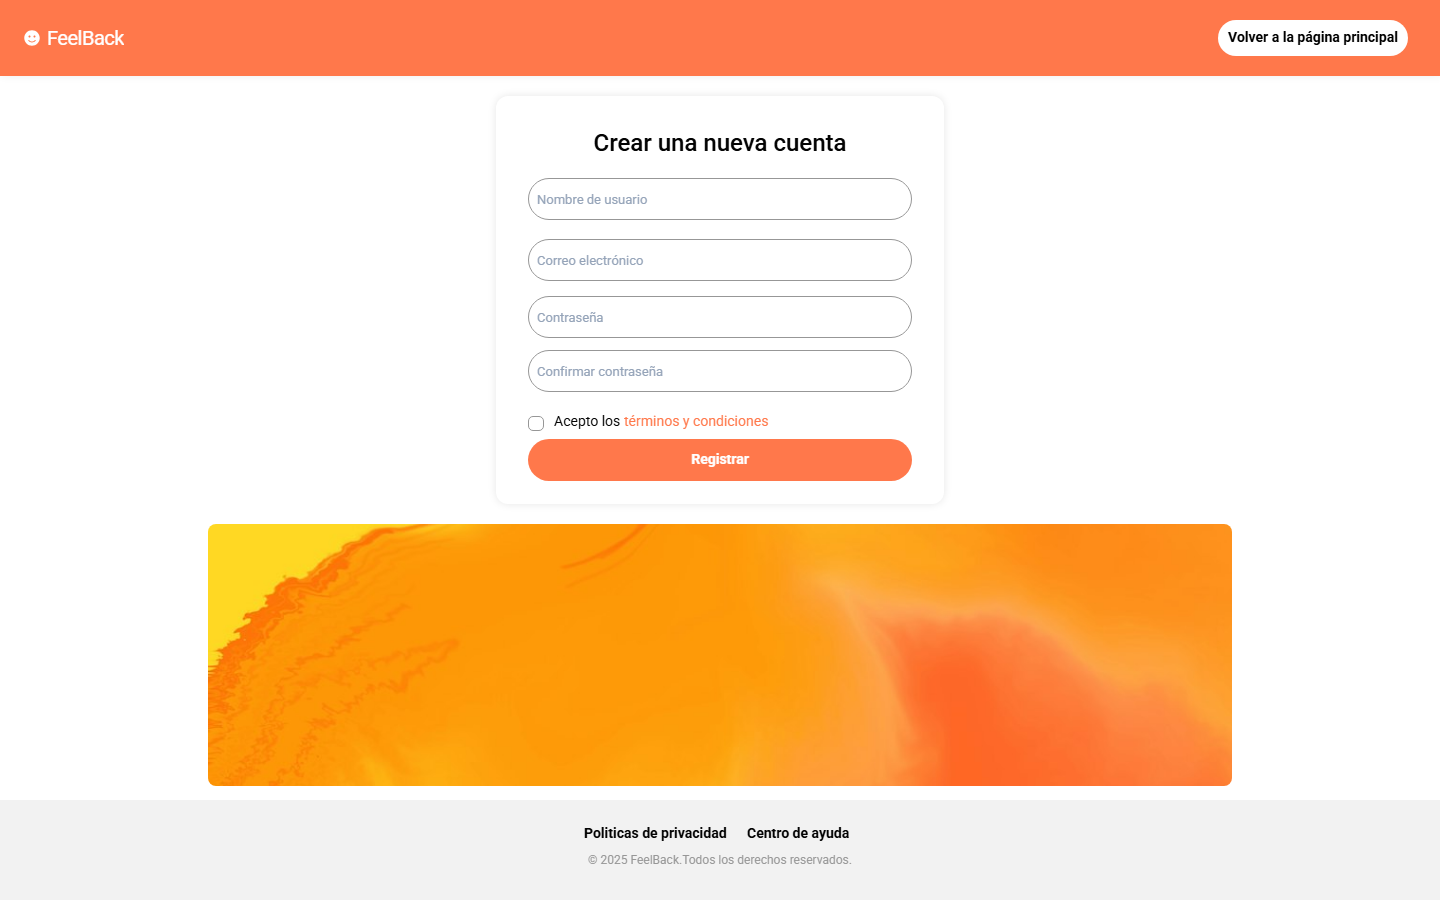 FeelBack
Volver a la página principal
Crear una nueva cuenta
Nombre de usuario
Correo electrónico
Contraseña
Confirmar contraseña
Acepto los términos y condiciones
Registrar
Politicas de privacidad Centro de ayuda
© 2025 FeelBack.Todos los derechos reservados.